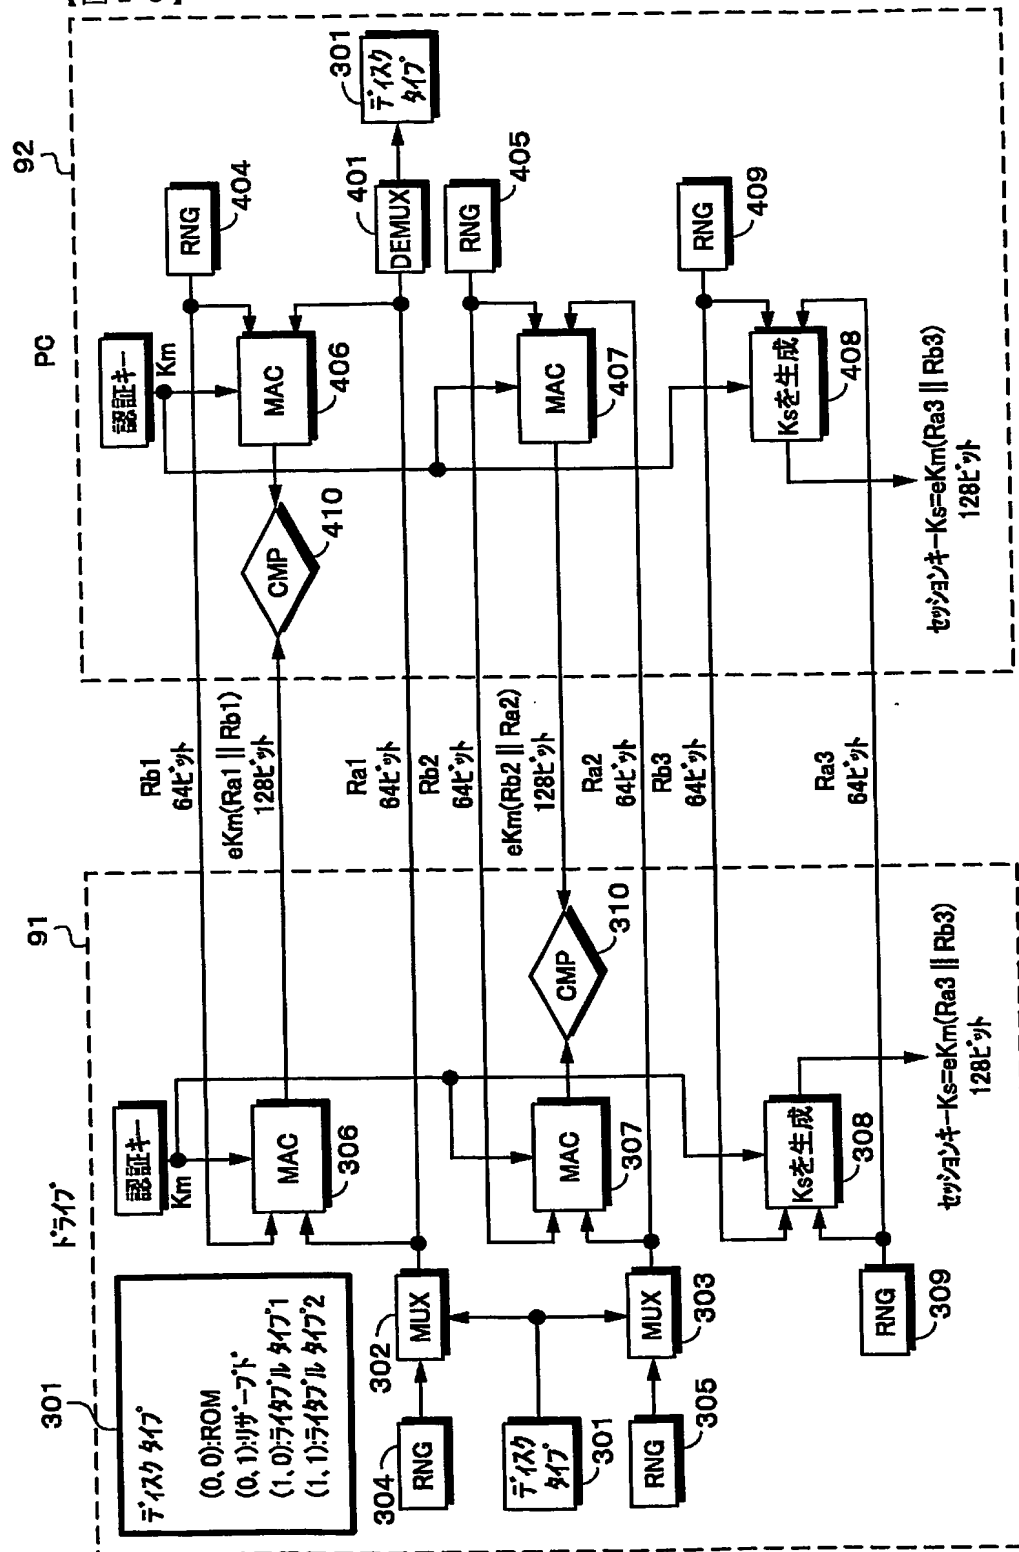 ドライブ
91
PC
92
301
ディスク タイプ
(0, 0):ROM
(0, 1):リザーブド
(1, 0):ライタブル タイプ1
(1, 1):ライタブル タイプ2
認証キー
Km
304
RNG
302
MUX
MAC
306
ディスク
タイプ
301
RNG
305
MUX
303
MAC
307
CMP
310
RNG
309
Ksを生成
308
セッションキーKs=eKm(Ra3 || Rb3)
128ビット
Rb1
64ビット
eKm(Ra1 || Rb1)
128ビット
Ra1
64ビット
Rb2
64ビット
eKm(Rb2 || Ra2)
128ビット
Ra2
64ビット
Rb3
64ビット
Ra3
64ビット
認証キー
Km
RNG
404
MAC
406
CMP
410
DEMUX
401
ディスク
タイプ
301
RNG
405
MAC
407
RNG
409
Ksを生成
408
セッションキーKs=eKm(Ra3 || Rb3)
128ビット